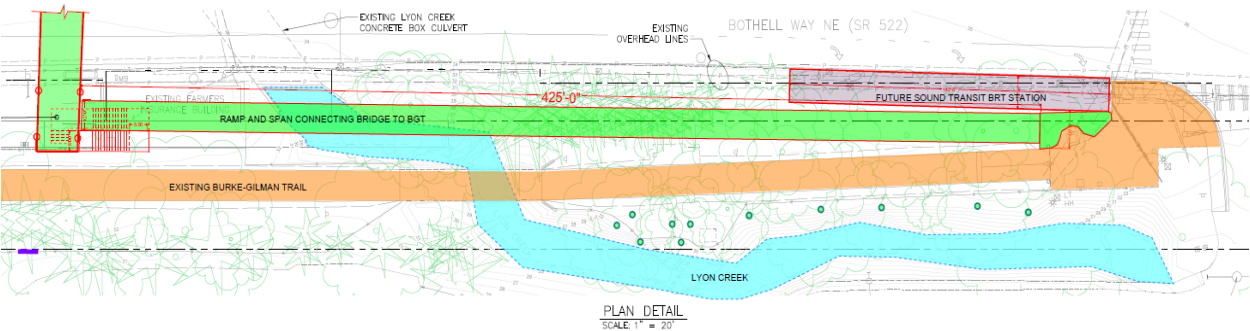 EXISTING LYON CREEK
CONCRETE BOX CULVERT
EXISTING
OVERHEAD LINES
BOTHELL WAY NE (SR 522)
EXISTING FARMERS
INSURANCE BUILDING
425'-0"
FUTURE SOUND TRANSIT BRT STATION
RAMP AND SPAN CONNECTING BRIDGE TO BGT
EXISTING BURKE-GILMAN TRAIL
LYON CREEK
PLAN DETAIL
SCALE: 1" = 20'